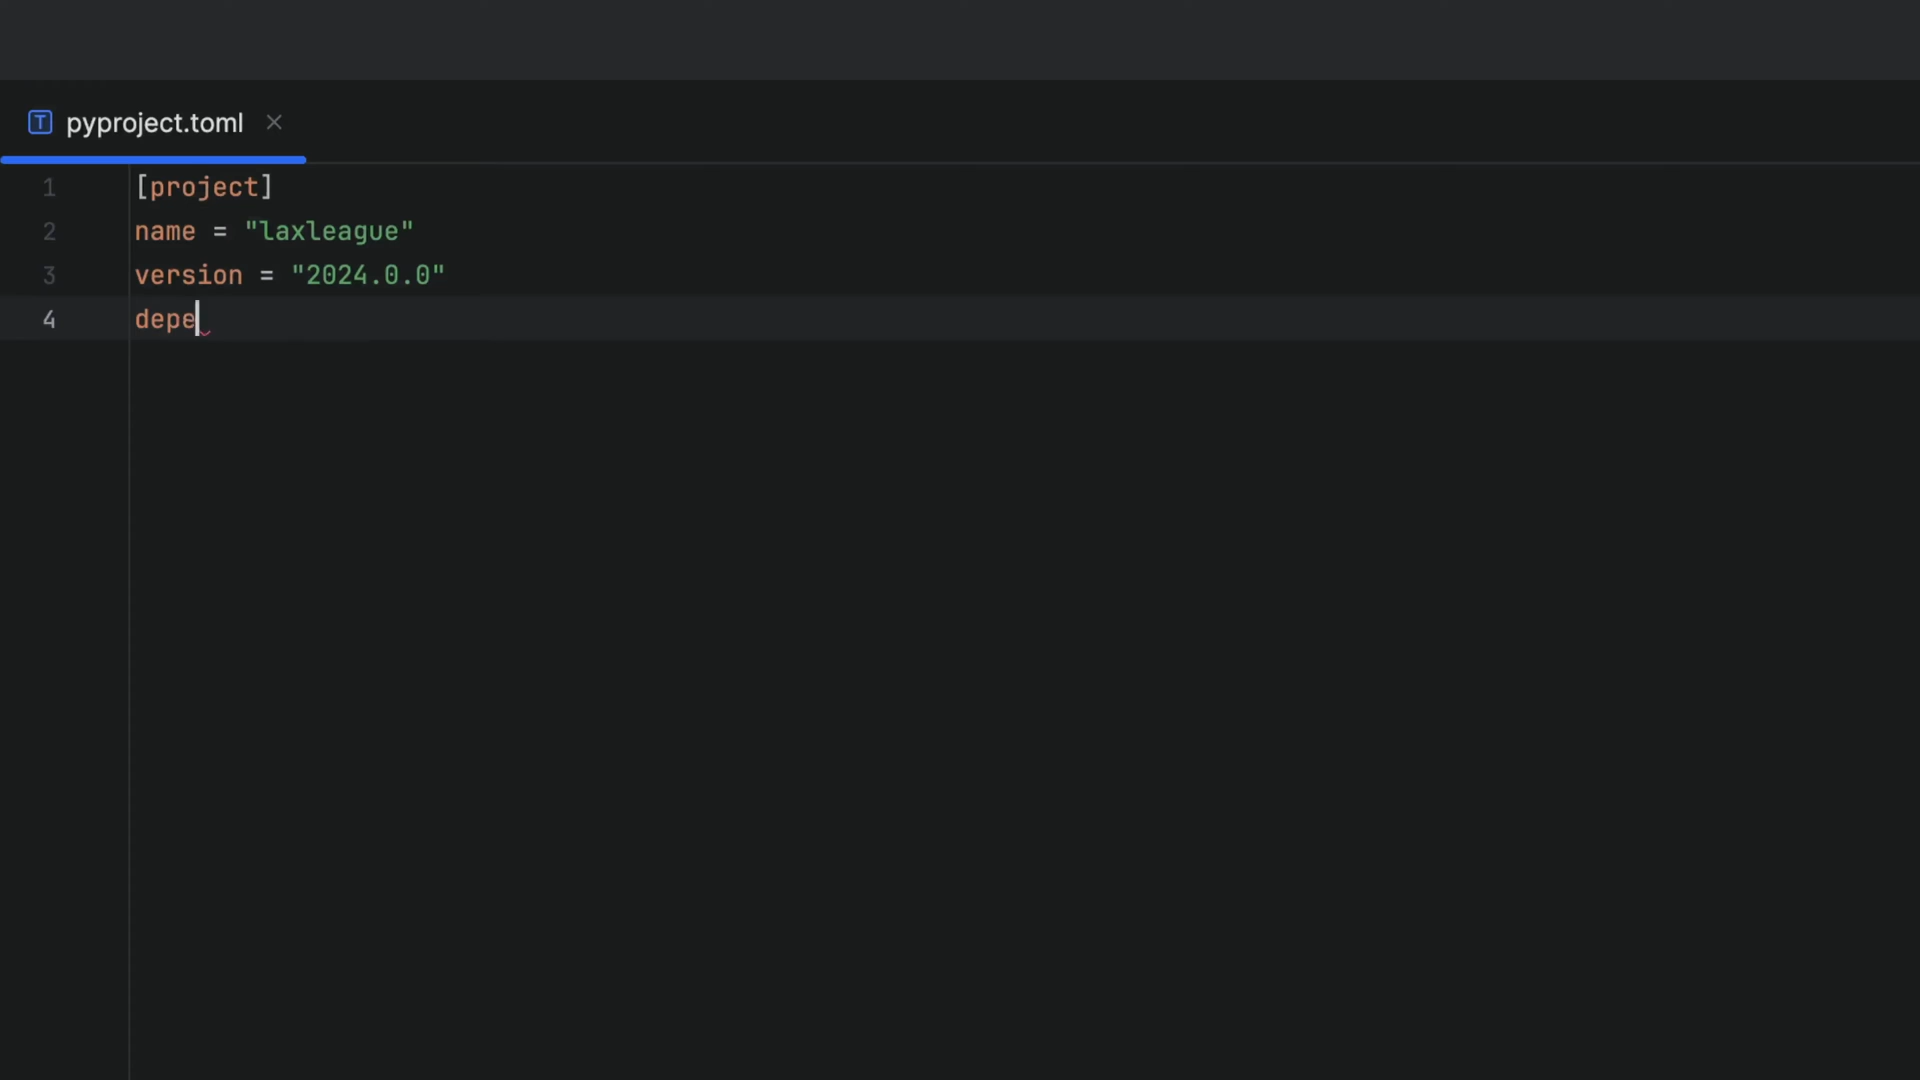 T pyproject.toml ×
1 [project]
2 name = "laxleague"
3 version = "2024.0.0"
4 depe